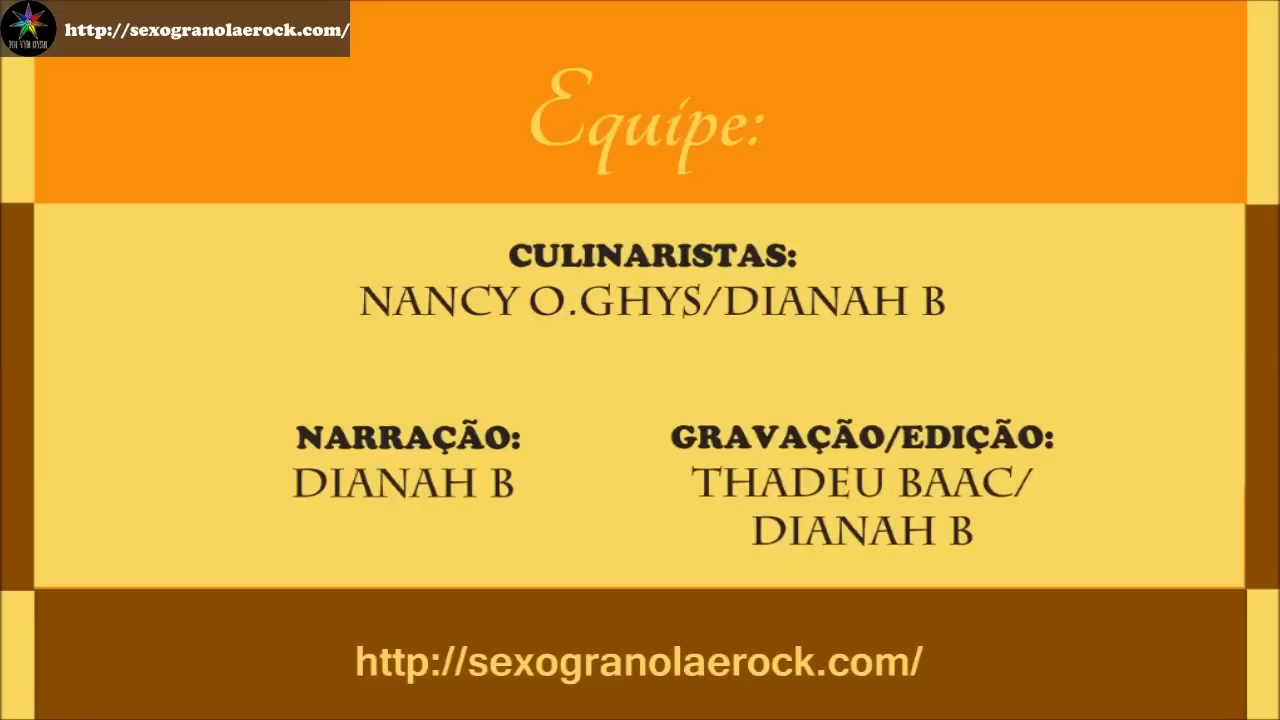 http://sexogranolaerock.com/
Equipe:
CULINARISTAS:
NANCY O.GHYS/DIANAH B
NARRAÇÃO:
DIANAH B
GRAVAÇÃO/EDIÇÃO:
THADEU BAAC/
DIANAH B
http://sexogranolaerock.com/